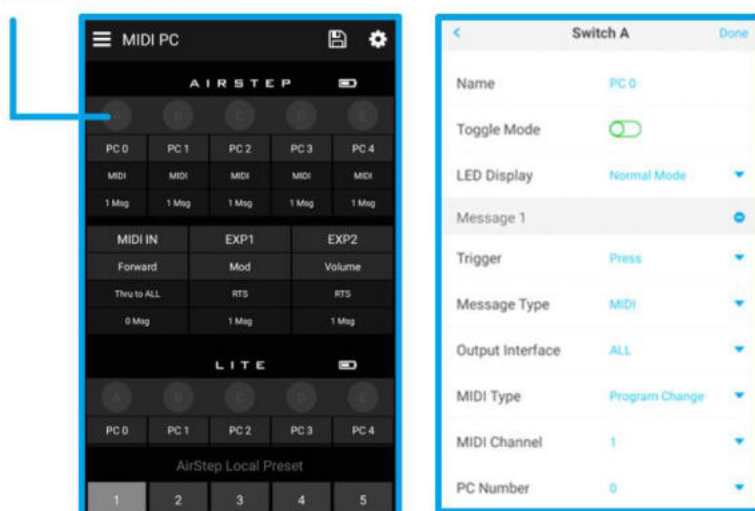 MIDI PC
AIRSTEP
A B C D E
PC 0 PC 1 PC 2 PC 3 PC 4
MIDI MIDI MIDI MIDI MIDI
1 Msg 1 Msg 1 Msg 1 Msg 1 Msg
MIDI IN EXP1 EXP2
Forward Mod Volume
Thru to ALL RTS RTS
0 Msg 1 Msg 1 Msg
LITE
A B C D E
PC 0 PC 1 PC 2 PC 3 PC 4
AirStep Local Preset
1 2 3 4 5
Switch A Done
Name PC 0
Toggle Mode
LED Display Normal Mode
Message 1
Trigger Press
Message Type MIDI
Output Interface ALL
MIDI Type Program Change
MIDI Channel 1
PC Number 0